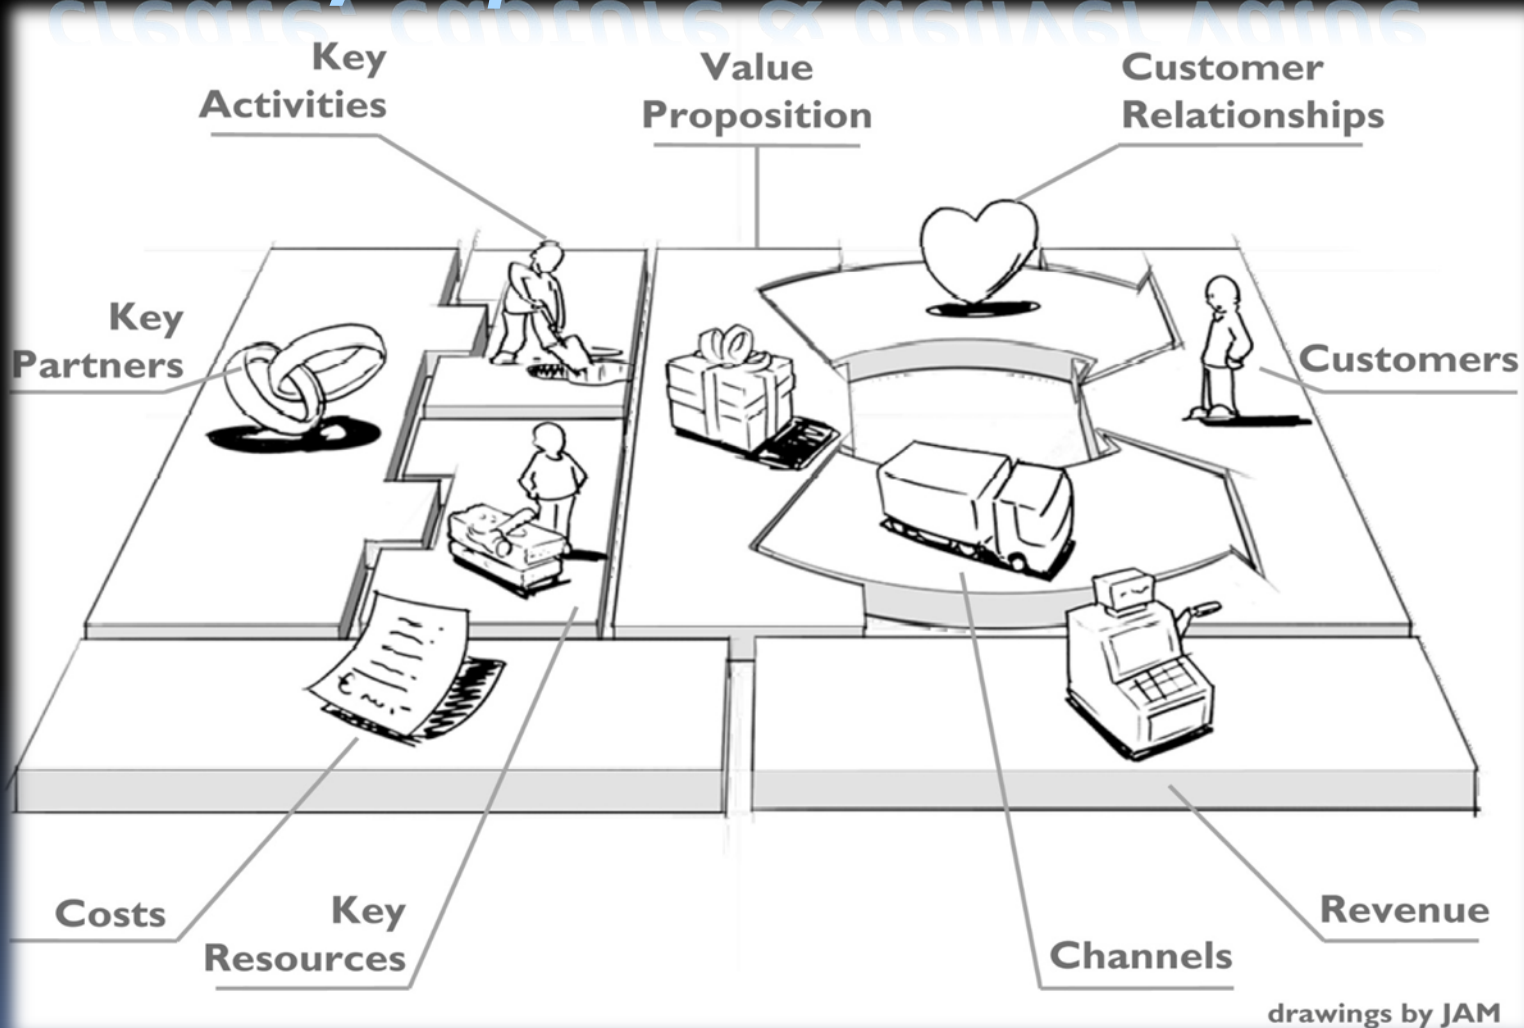 Key
Activities
Value
Proposition
Customer
Relationships
Key
Partners
Customers
€
Costs
Key
Resources
Channels
Revenue
drawings by JAM